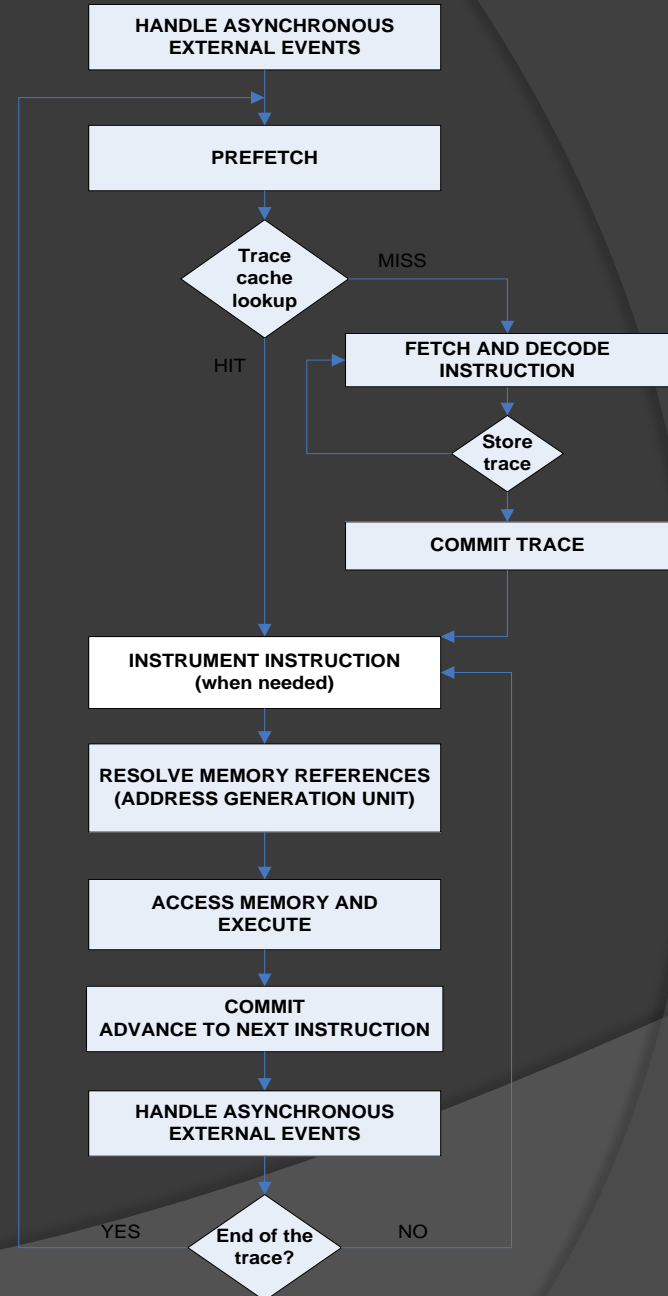 HANDLE ASYNCHRONOUS
EXTERNAL EVENTS
PREFETCH
Trace
cache
lookup
MISS
HIT
FETCH AND DECODE
INSTRUCTION
Store
trace
COMMIT TRACE
INSTRUMENT INSTRUCTION
(when needed)
RESOLVE MEMORY REFERENCES
(ADDRESS GENERATION UNIT)
ACCESS MEMORY AND
EXECUTE
COMMIT
ADVANCE TO NEXT INSTRUCTION
HANDLE ASYNCHRONOUS
EXTERNAL EVENTS
YES
End of the
trace?
NO